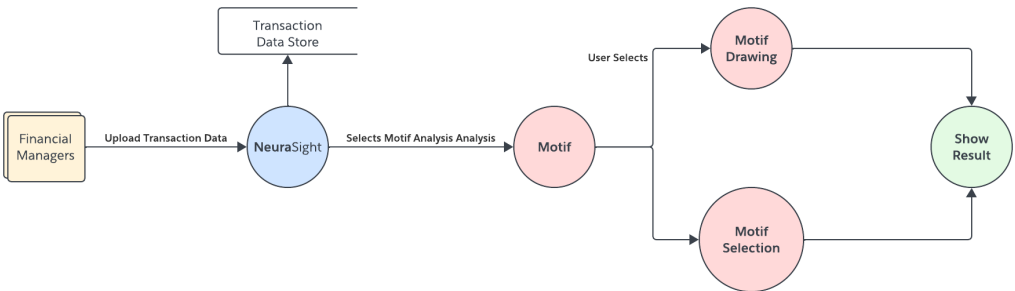 Transaction
Data Store
Financial
Managers
Upload Transaction Data
NeuraSight
Selects Motif Analysis Analysis
Motif
User Selects
Motif
Drawing
Motif
Selection
Show
Result